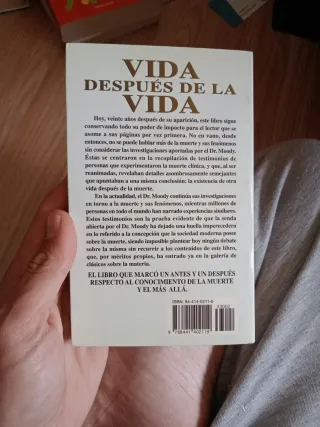 VIDA
DESPUÉS DE LA
VIDA
Hoy, veinte años después de su aparición, este libro sigue
conservando todo su poder de impacto para el lector que se
asome a sus páginas por vez primera. No en vano, desde
entonces, no se puede hablar más de la muerte y sus fenómenos
sin considerar las investigaciones aportadas por el Dr. Moody.
Éstas se centraron en la recopilación de testimonios de
personas que experimentaron la muerte clínica, y que, al ser
reanimadas, revelaban detalles asombrosamente semejantes
que apuntaban a una misma conclusión: la existencia de otra
vida después de la muerte.
En la actualidad, el Dr. Moody continúa sus investigaciones
en torno a la muerte y sus fenómenos, mientras millones de
personas en todo el mundo han narrado experiencias similares.
Estos testimonios son la prueba evidente de que la senda
abierta por el Dr. Moody ha dejado una huella imperecedera
en lo referido a la concepción que la sociedad moderna posee
sobre la muerte, siendo imposible plantear hoy ningún debate
sobre la misma sin recurrir a los contenidos de este libro, que,
por méritos propios, ha entrado ya en la galería de
clásicos sobre la materia.
EL LIBRO QUE MARCÓ UN ANTES Y UN DESPUÉS
RESPECTO AL CONOCIMIENTO DE LA MUERTE
Y EL MÁS ALLÁ.